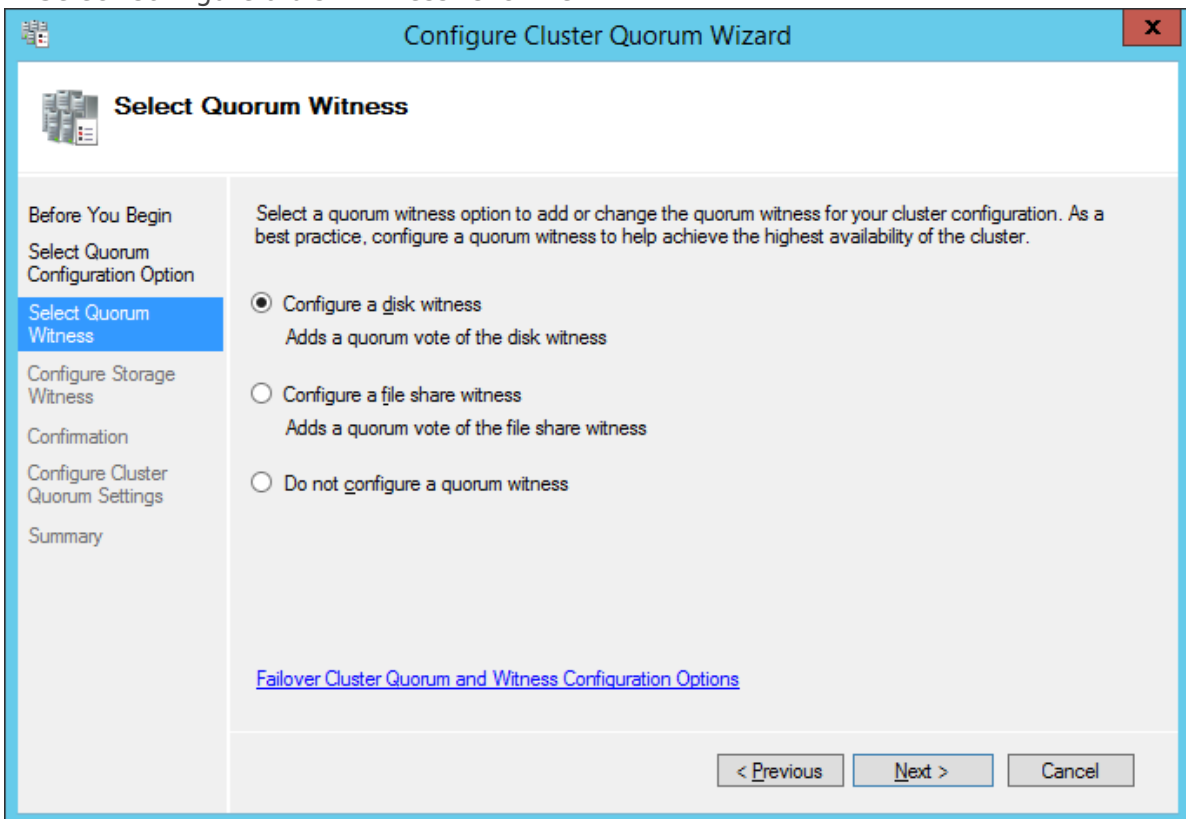 Configure Cluster Quorum Wizard
x
Select Quorum Witness
Before You Begin
Select Quorum
Configuration Option
Select Quorum
Witness
Configure Storage
Witness
Confirmation
Configure Cluster
Quorum Settings
Summary
Select a quorum witness option to add or change the quorum witness for your cluster configuration. As a
best practice, configure a quorum witness to help achieve the highest availability of the cluster.
Configure a disk witness
Adds a quorum vote of the disk witness
Configure a file share witness
Adds a quorum vote of the file share witness
Do not configure a quorum witness
Failover Cluster Quorum and Witness Configuration Options
< Previous
Next >
Cancel